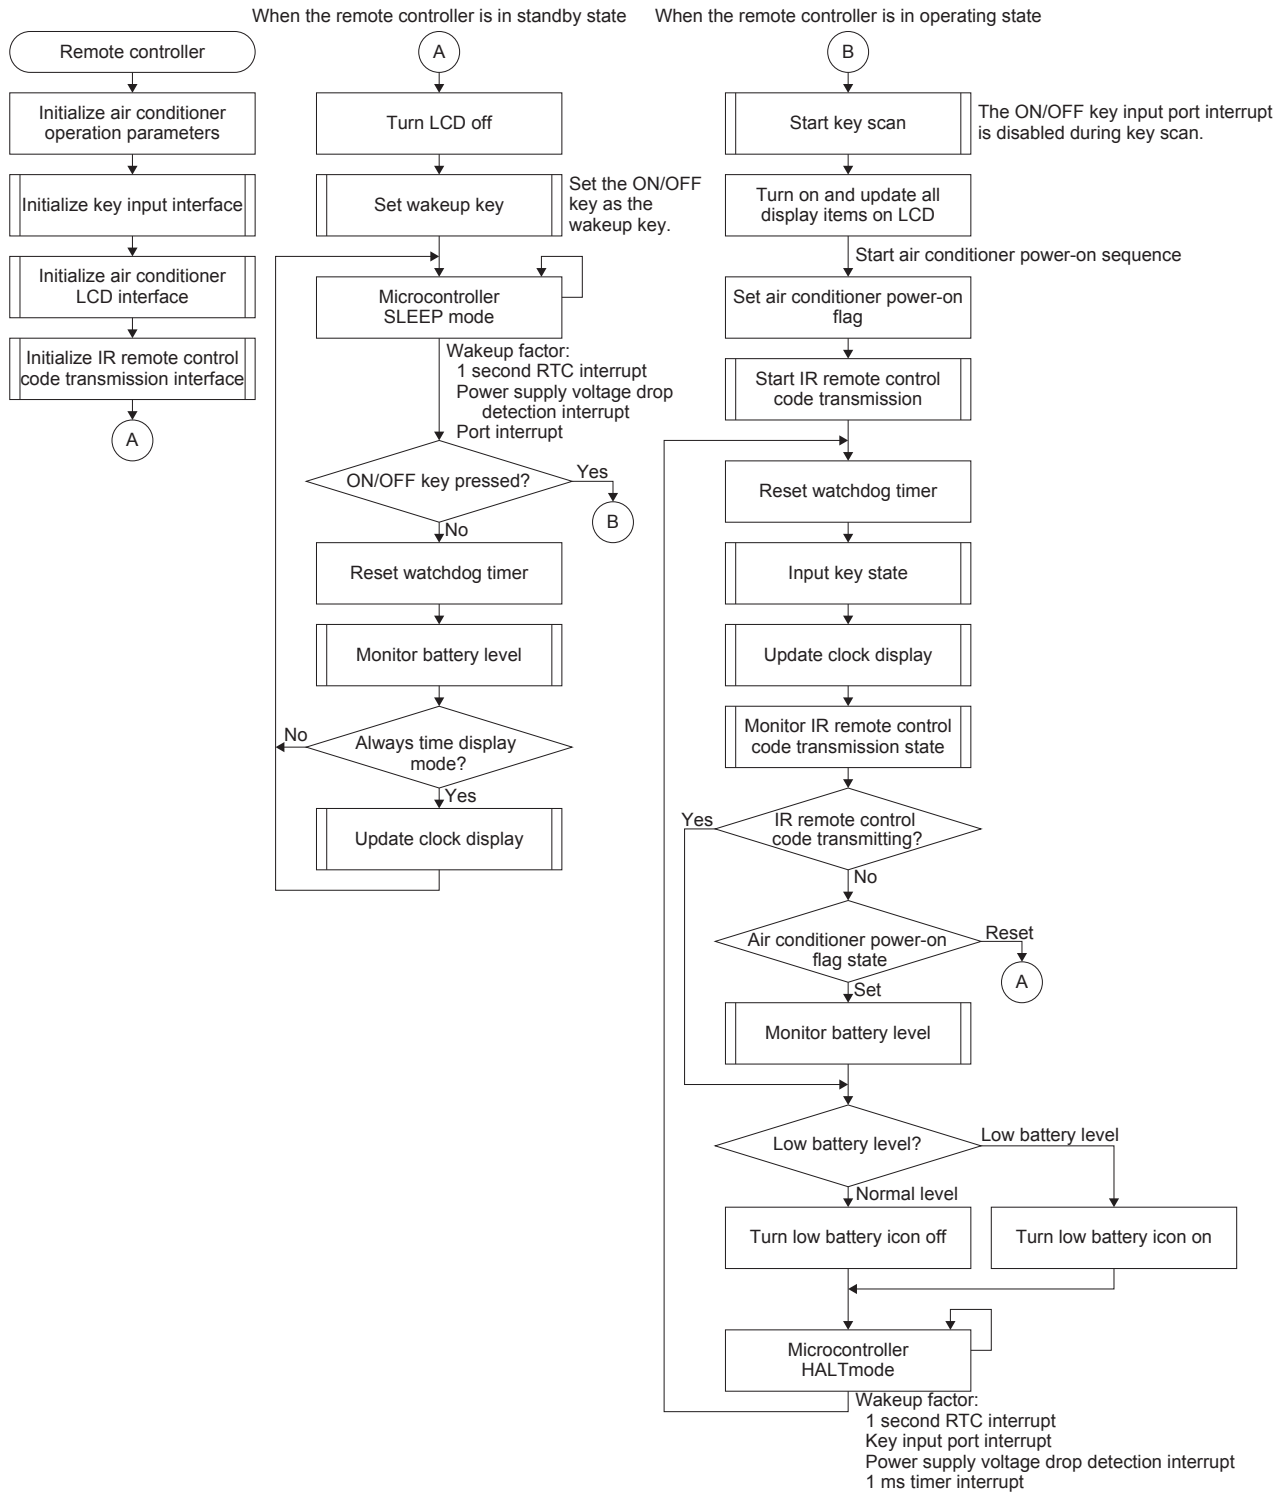 When the remote controller is in standby state
When the remote controller is in operating state
Remote controller
Initialize air conditioner
operation parameters
Initialize key input interface
Initialize air conditioner
LCD interface
Initialize IR remote control
code transmission interface
A
A
Turn LCD off
Set wakeup key
Set the ON/OFF
key as the
wakeup key.
Microcontroller
SLEEP mode
Wakeup factor:
1 second RTC interrupt
Power supply voltage drop
detection interrupt
Port interrupt
ON/OFF key pressed?
Yes
B
No
Reset watchdog timer
Monitor battery level
Always time display
mode?
No
Yes
Update clock display
B
Start key scan
The ON/OFF key input port interrupt
is disabled during key scan.
Turn on and update all
display items on LCD
Start air conditioner power-on sequence
Set air conditioner power-on
flag
Start IR remote control
code transmission
Reset watchdog timer
Input key state
Update clock display
Monitor IR remote control
code transmission state
IR remote control
code transmitting?
Yes
No
Air conditioner power-on
flag state
Reset
A
Set
Monitor battery level
Low battery level?
Low battery level
Normal level
Turn low battery icon off
Turn low battery icon on
Microcontroller
HALTmode
Wakeup factor:
1 second RTC interrupt
Key input port interrupt
Power supply voltage drop detection interrupt
1 ms timer interrupt